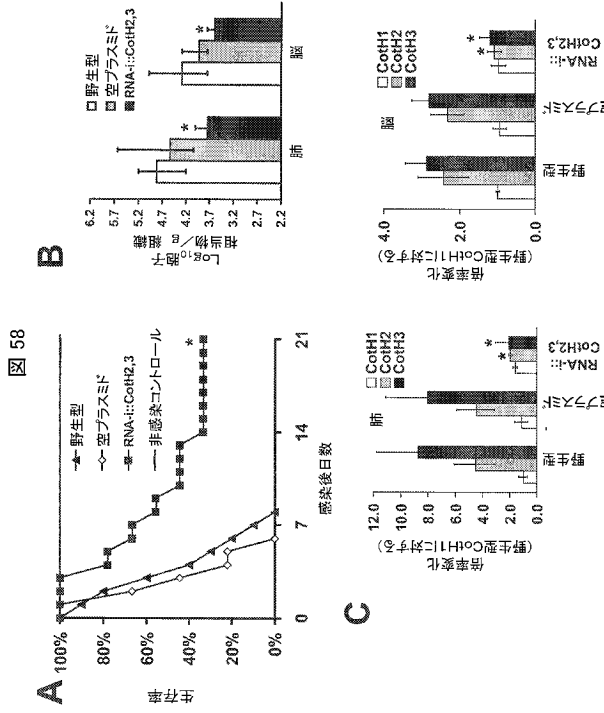 図 58
A
生存率
100%
80%
60%
40%
20%
0%
0
7
14
21
感染後日数
野生型
空プラスミド
RNA-i::CotH2,3
非感染コントロール
*
B
Log₁₀胞子
相当物/g 組織
6.2
5.7
5.2
4.7
4.2
3.7
3.2
2.7
2.2
肺
脳
野生型
空プラスミド
RNA-i::CotH2,3
*
*
C
倍率変化
(野生型CotH1に対する)
12.0
10.0
8.0
6.0
4.0
2.0
0.0
肺
CotH1
CotH2
CotH3
野生型
空プラスミド
RNA-i::
CotH2,3
*
*
倍率変化
(野生型CotH1に対する)
4.0
2.0
0.0
脳
CotH1
CotH2
CotH3
野生型
空プラスミド
RNA-i::
CotH2,3
*
*